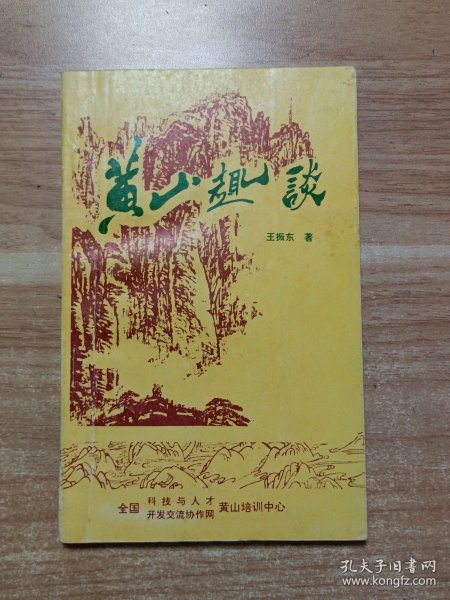 黄山趣談
王振东 著
全国 科技与人才 黄山培训中心
开发交流协作网
孔夫子旧书网
www.kongfz.com